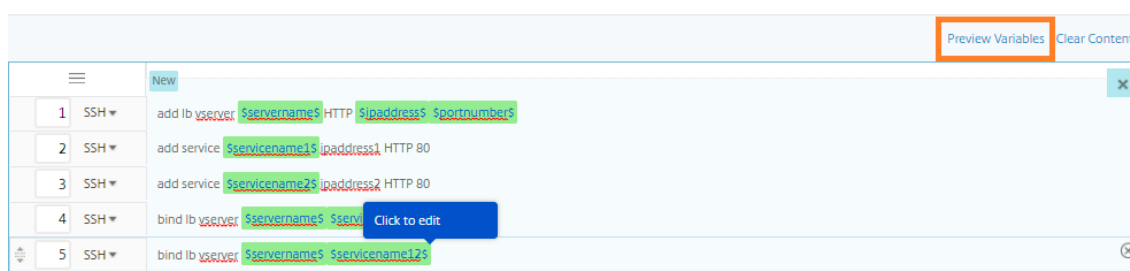 Preview Variables Clear Content
New
1 SSH add lb vserver $servername$ HTTP $ipaddress$ $portnumber$
2 SSH add service $servicename1$ ipaddress1 HTTP 80
3 SSH add service $servicename2$ ipaddress2 HTTP 80
4 SSH bind lb vserver $servername$ $servi Click to edit
5 SSH bind lb vserver $servername$ $servicename12$